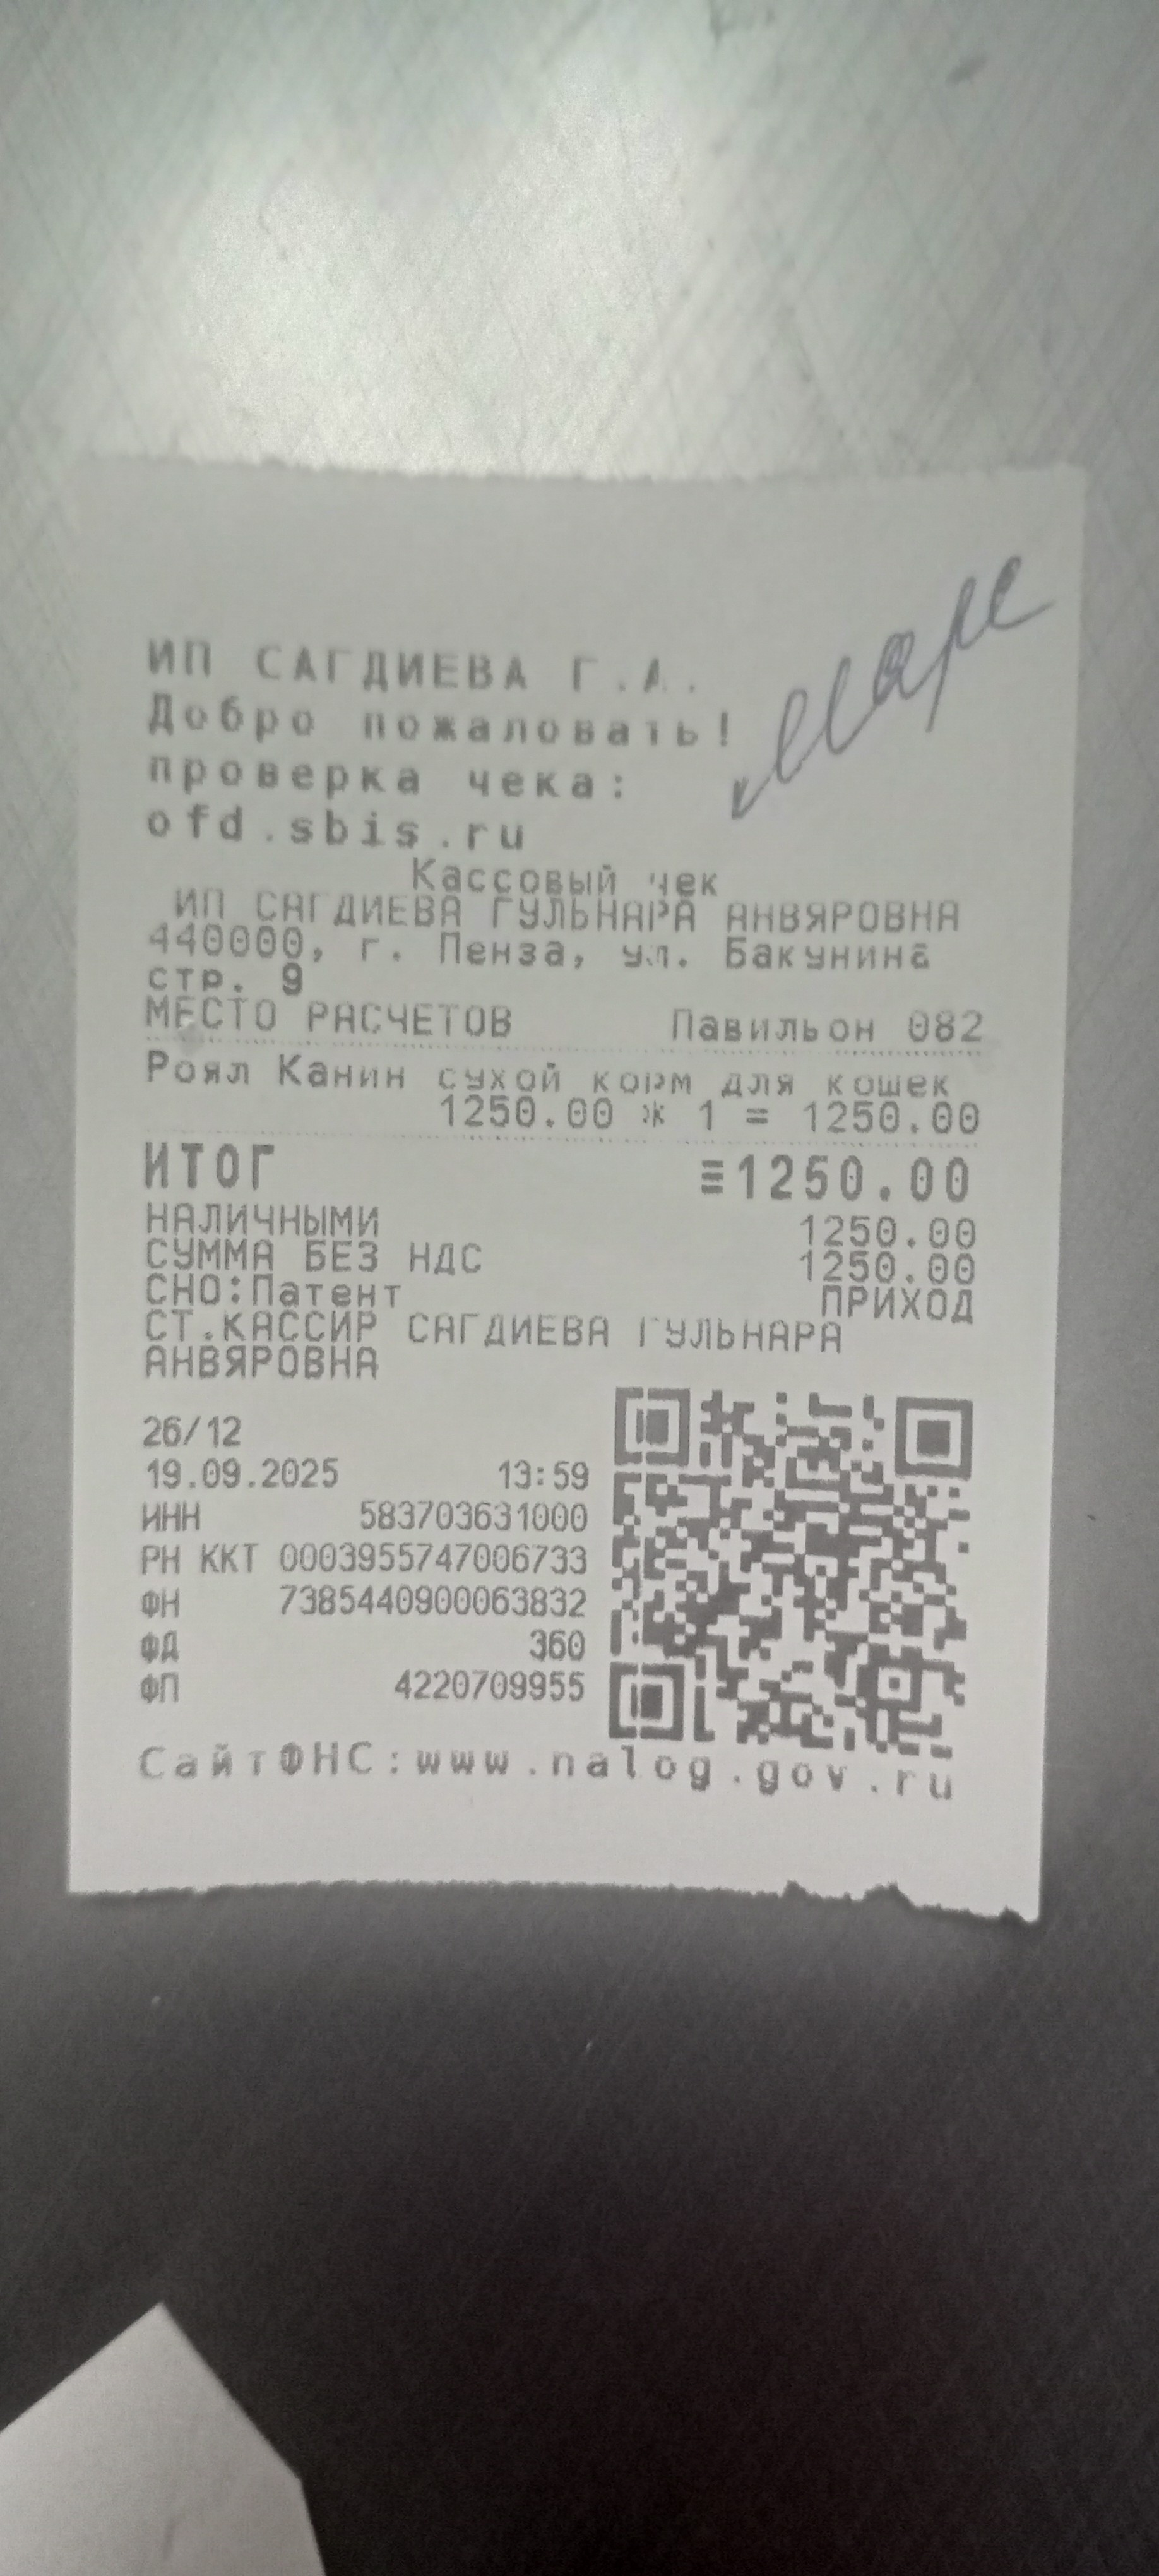 ИП САГДИЕВА Г.А.
Добро пожаловать!
проверка чека:
ofd.sbis.ru
Кассовый чек
ИП САГДИЕВА ГУЛЬНАРА АНВЯРОВНА
440000, г. Пенза, ул. Бакунина
стр. 9
МЕСТО РАСЧЕТОВ Павильон 082
Роял Канин сухой корм для кошек
1250.00 * 1 = 1250.00
ИТОГ ≡1250.00
НАЛИЧНЫМИ 1250.00
СУММА БЕЗ НДС 1250.00
СНО:Патент ПРИХОД
СТ.КАССИР САГДИЕВА ГУЛЬНАРА
АНВЯРОВНА
26/12
19.09.2025 13:59
ИНН 583703631000
РН ККТ 0003955747006733
ФН 7385440900063832
ФД 360
ФП 4220709955
СайтФНС:www.nalog.gov.ru